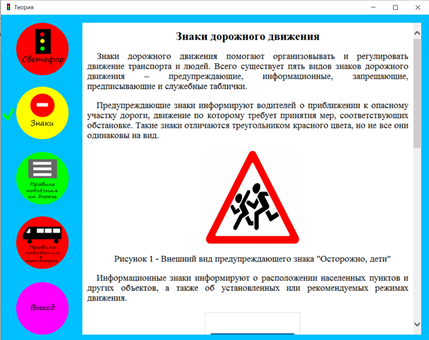 Теория
Светофор
Знаки
Правила
поведения
на дороге
Правила
поведения
в
транспорте
Выход
Знаки дорожного движения
Знаки дорожного движения помогают организовывать и регулировать
движение транспорта и людей. Всего существует пять видов знаков дорожного
движения – предупреждающие, информационные, запрещающие,
предписывающие и служебные таблички.
Предупреждающие знаки информируют водителей о приближении к опасному
участку дороги, движение по которому требует принятия мер, соответствующих
обстановке. Такие знаки отличаются треугольником красного цвета, но не все они
одинаковы на вид.
Рисунок 1 - Внешний вид предупреждающего знака "Осторожно, дети"
Информационные знаки информируют о расположении населенных пунктов и
других объектов, а также об установленных или рекомендуемых режимах
движения.